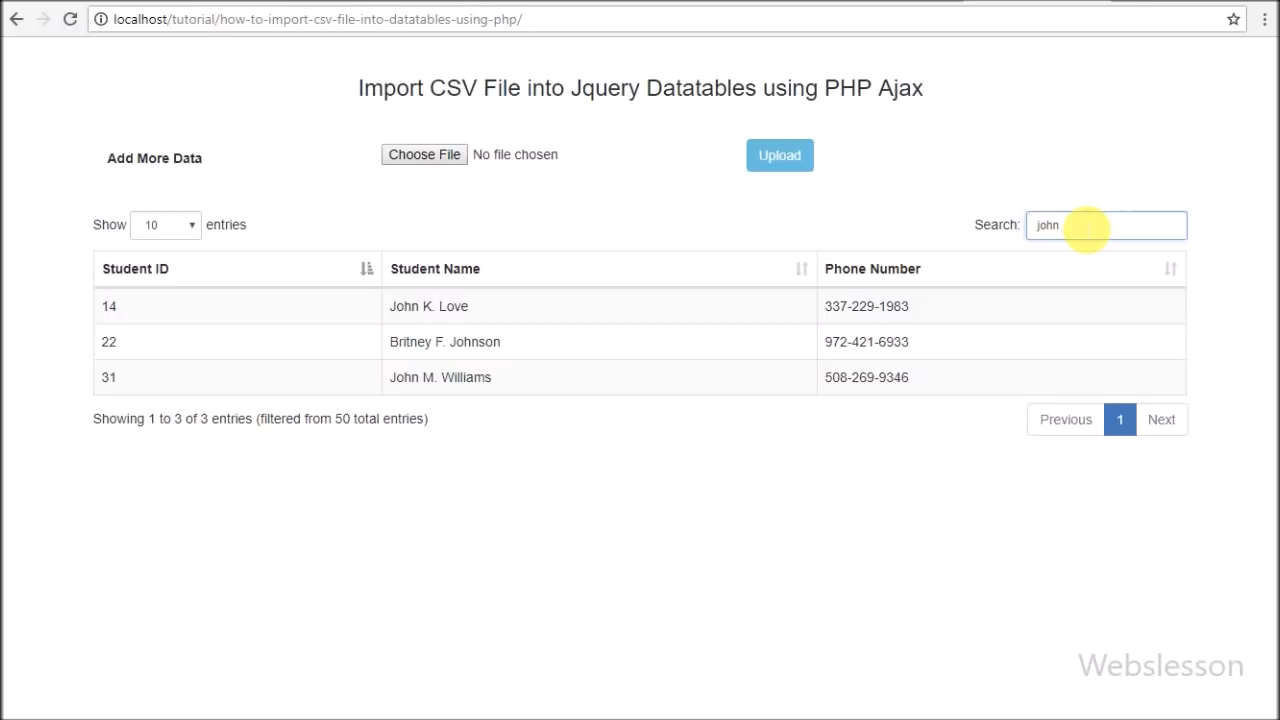 localhost/tutorial/how-to-import-csv-file-into-datatables-using-php/
Import CSV File into Jquery Datatables using PHP Ajax
Add More Data Choose File No file chosen Upload
Show 10 entries Search: john
Student ID Student Name Phone Number
14 John K. Love 337-229-1983
22 Britney F. Johnson 972-421-6933
31 John M. Williams 508-269-9346
Showing 1 to 3 of 3 entries (filtered from 50 total entries) Previous 1 Next
Webslesson